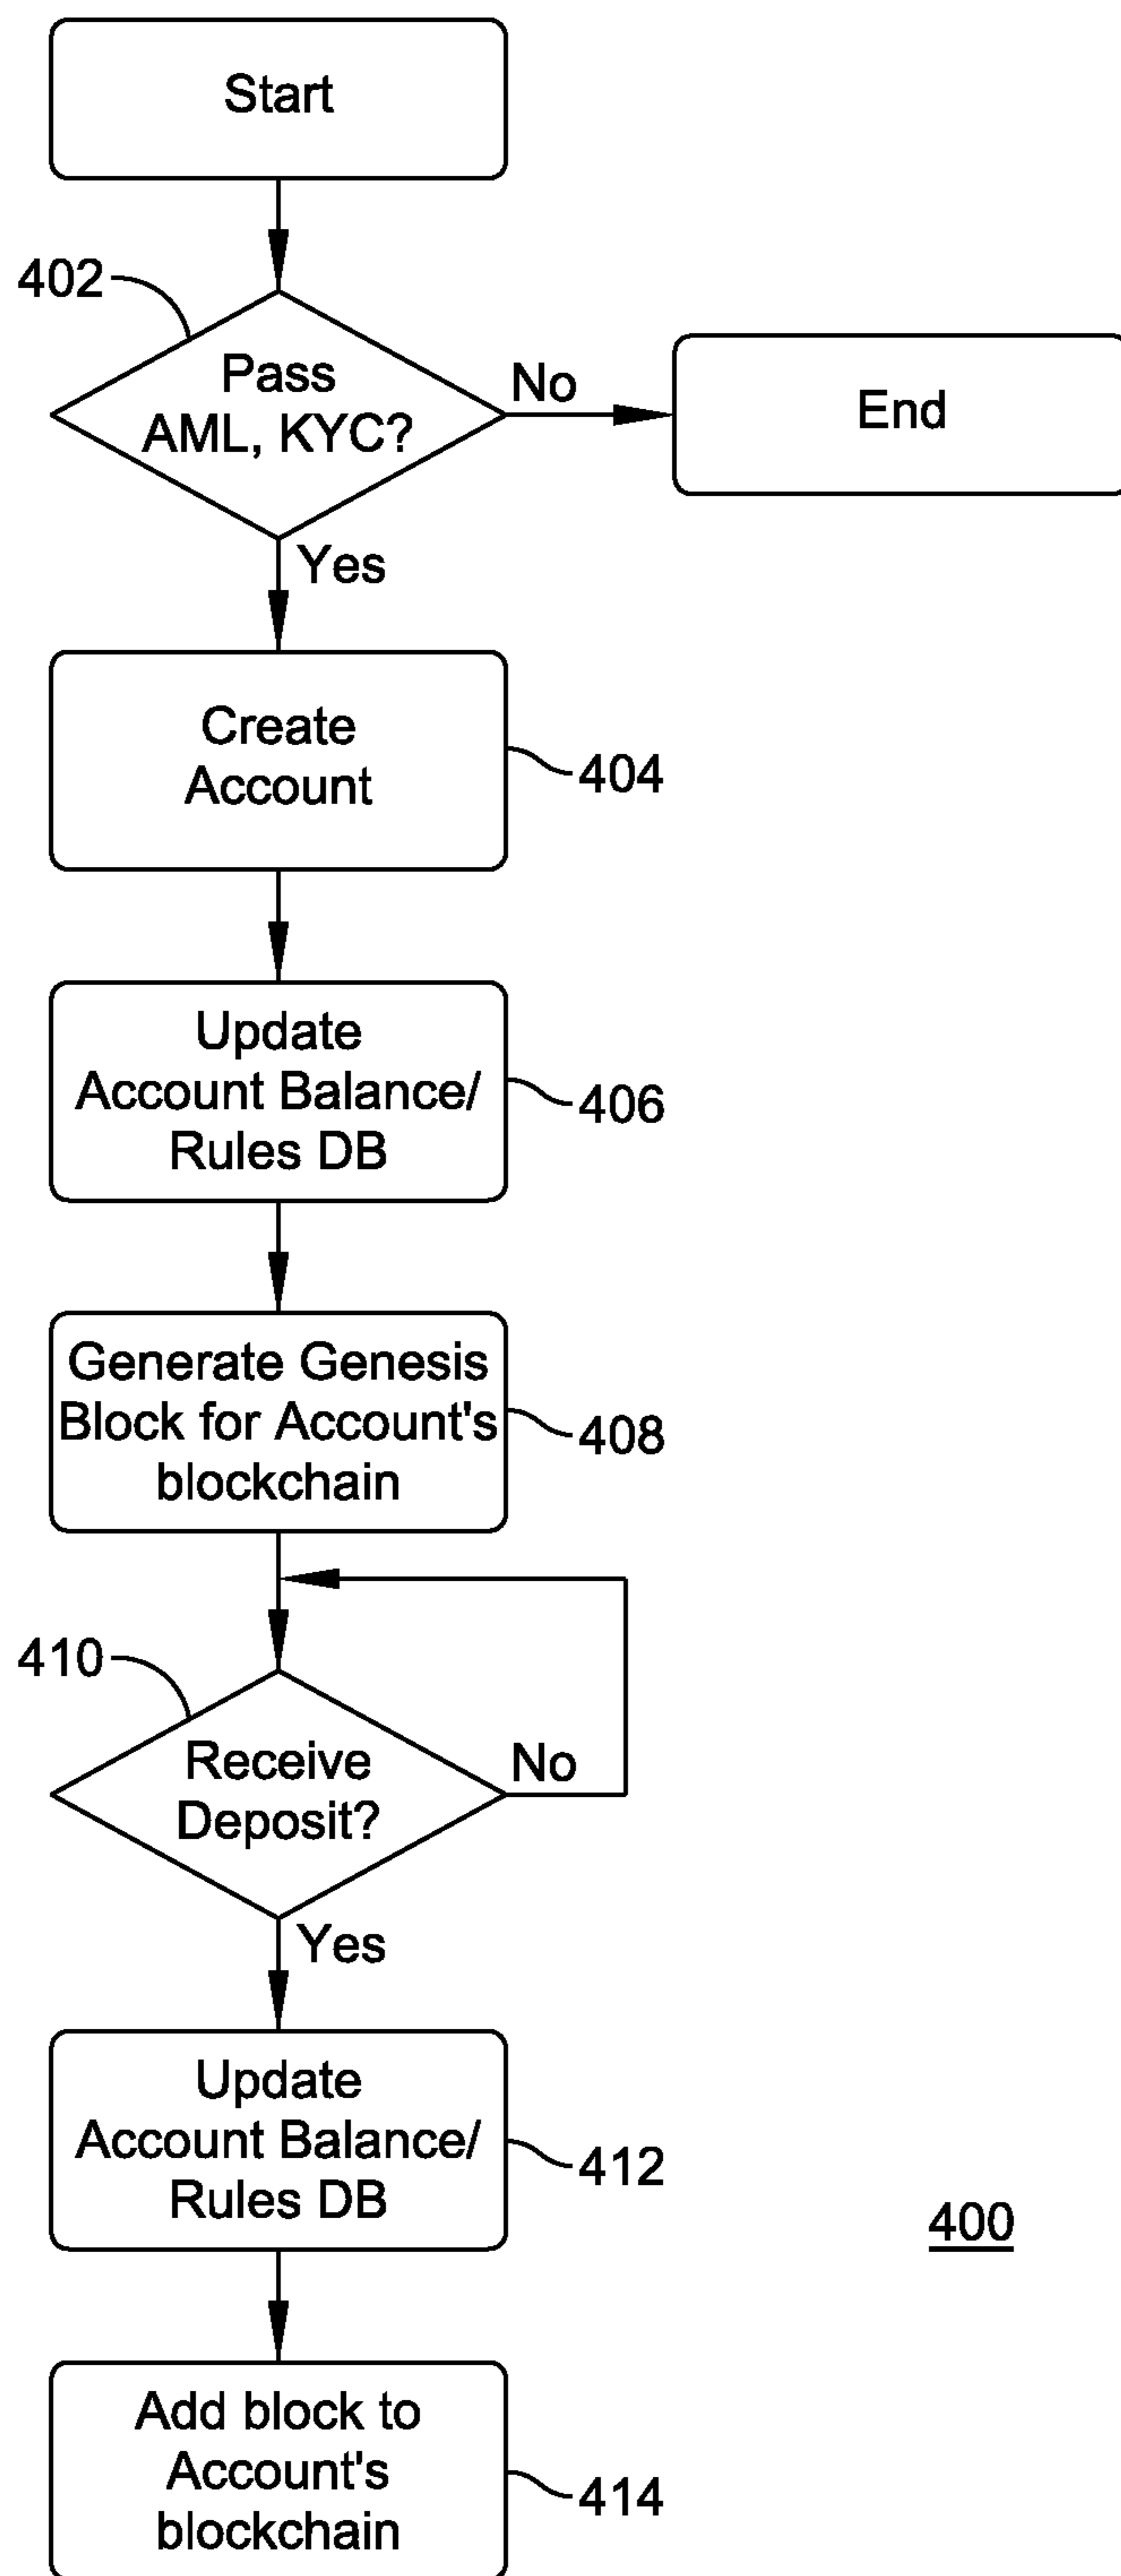 Start
402
Pass
AML, KYC?
No
End
Yes
Create
Account
404
Update
Account Balance/
Rules DB
406
Generate Genesis
Block for Account's
blockchain
408
410
Receive
Deposit?
No
Yes
Update
Account Balance/
Rules DB
412
400
Add block to
Account's
blockchain
414